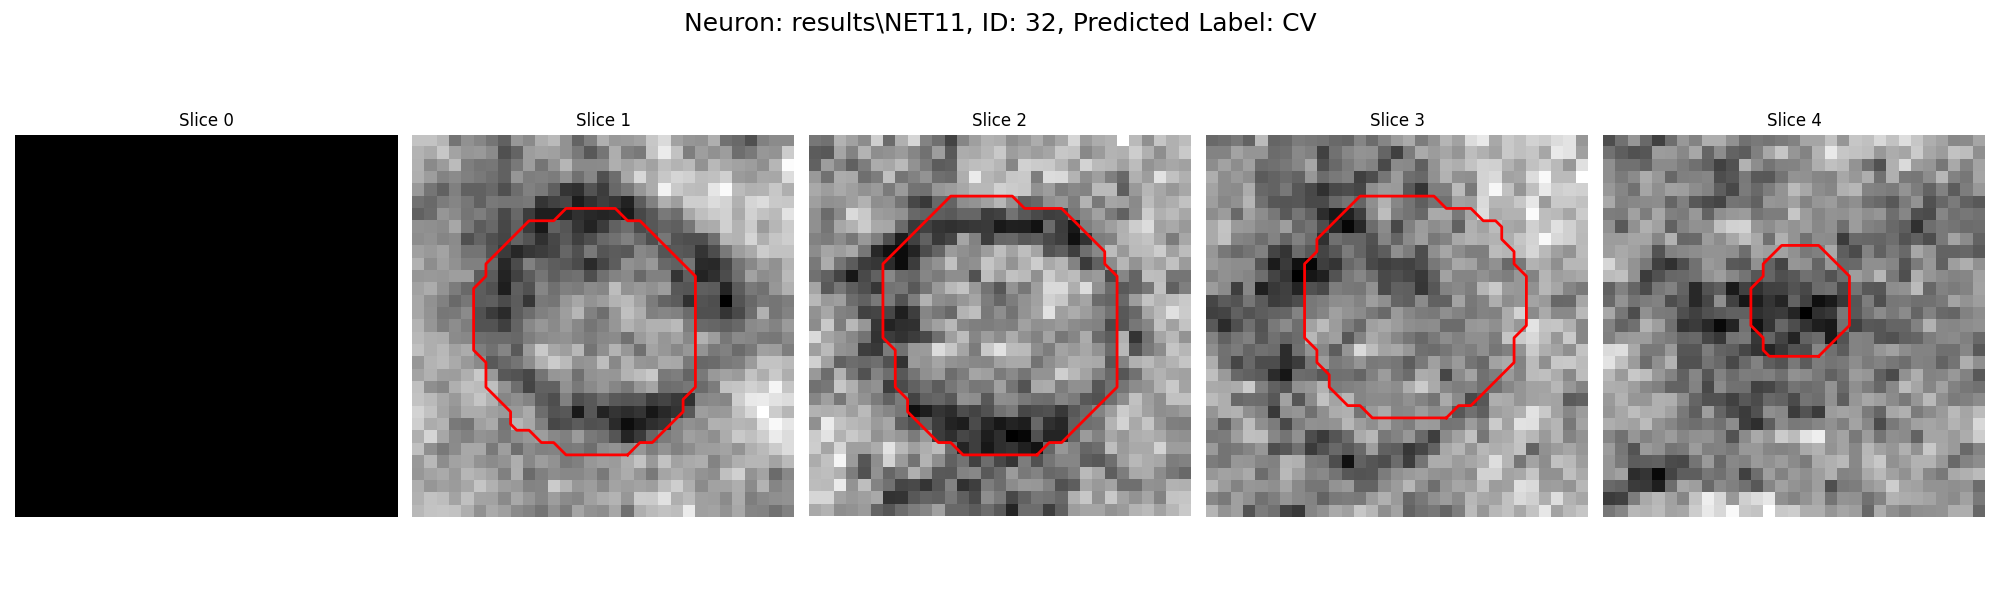 Neuron: results\NET11, ID: 32, Predicted Label: CV
Slice 0
Slice 1
Slice 2
Slice 3
Slice 4